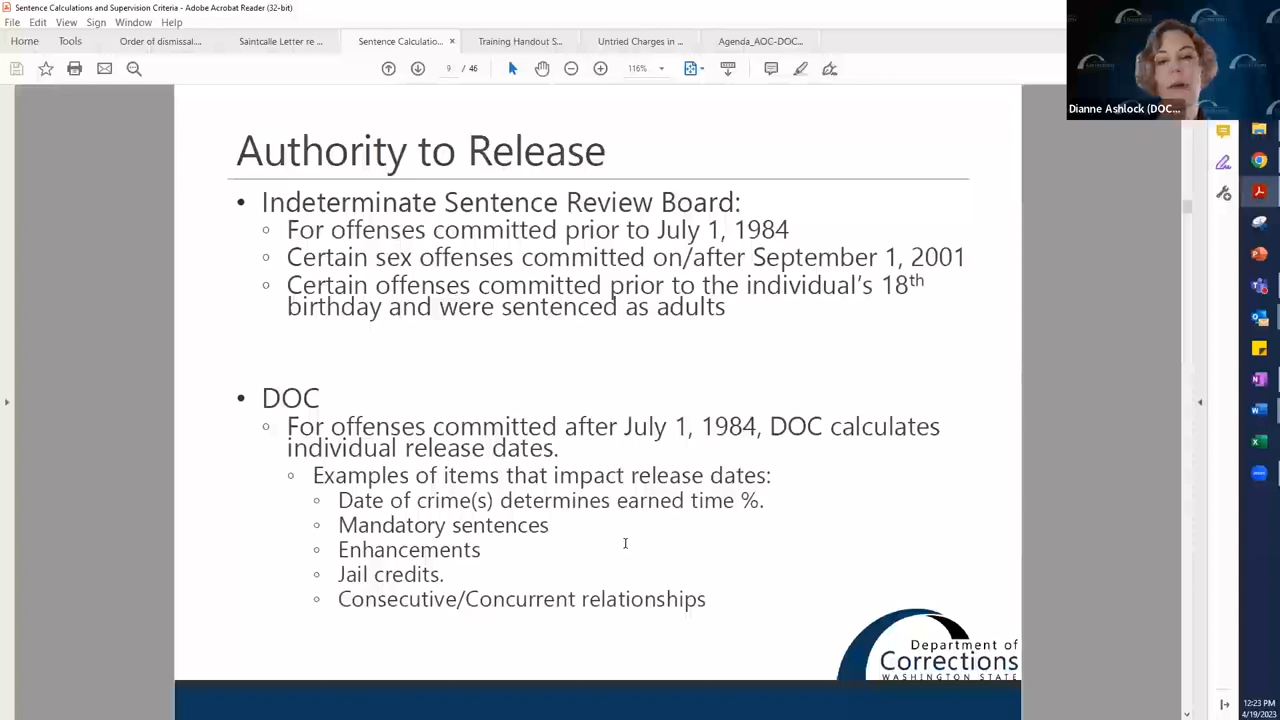 Sentence Calculations and Supervision Criteria - Adobe Acrobat Reader (32-bit)
File Edit View Sign Window Help
Home Tools Order of dismissal.... Saintcalle Letter re ... Sentence Calculatio... × Training Handout S... Untried Charges in ... Agenda_AOC-DOC...
9 / 46 116%
Dianne Ashlock (DOC...
Authority to Release
• Indeterminate Sentence Review Board:
◦ For offenses committed prior to July 1, 1984
◦ Certain sex offenses committed on/after September 1, 2001
◦ Certain offenses committed prior to the individual's 18th
birthday and were sentenced as adults
• DOC
◦ For offenses committed after July 1, 1984, DOC calculates
individual release dates.
◦ Examples of items that impact release dates:
◦ Date of crime(s) determines earned time %.
◦ Mandatory sentences
◦ Enhancements
◦ Jail credits.
◦ Consecutive/Concurrent relationships
Department of
Corrections
WASHINGTON STATE
12:23 PM
4/19/2023